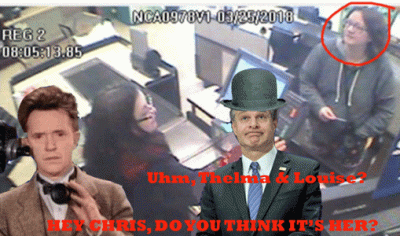 NCA0978V1 03/25/2018
REG 2
08:05:13.85
Uhm, Thelma & Louise?
HEY CHRIS, DO YOU THINK IT'S HER?